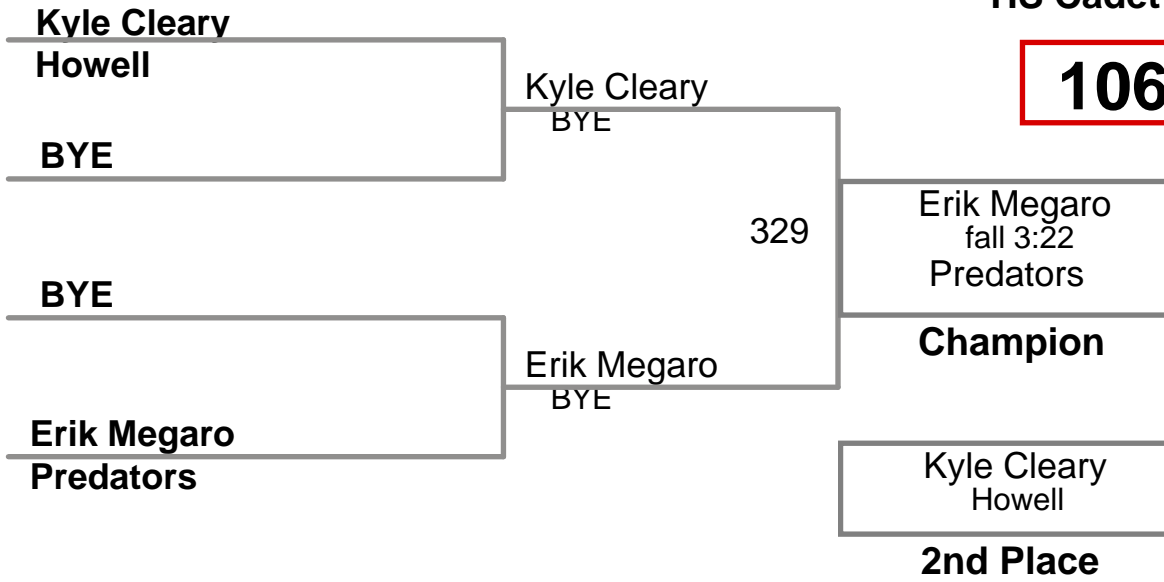 HS Cadet
Kyle Cleary
Howell
106
Kyle Cleary
BYE
BYE
Erik Megaro
fall 3:22
Predators
329
BYE
Champion
Erik Megaro
BYE
Erik Megaro
Predators
Kyle Cleary
Howell
2nd Place